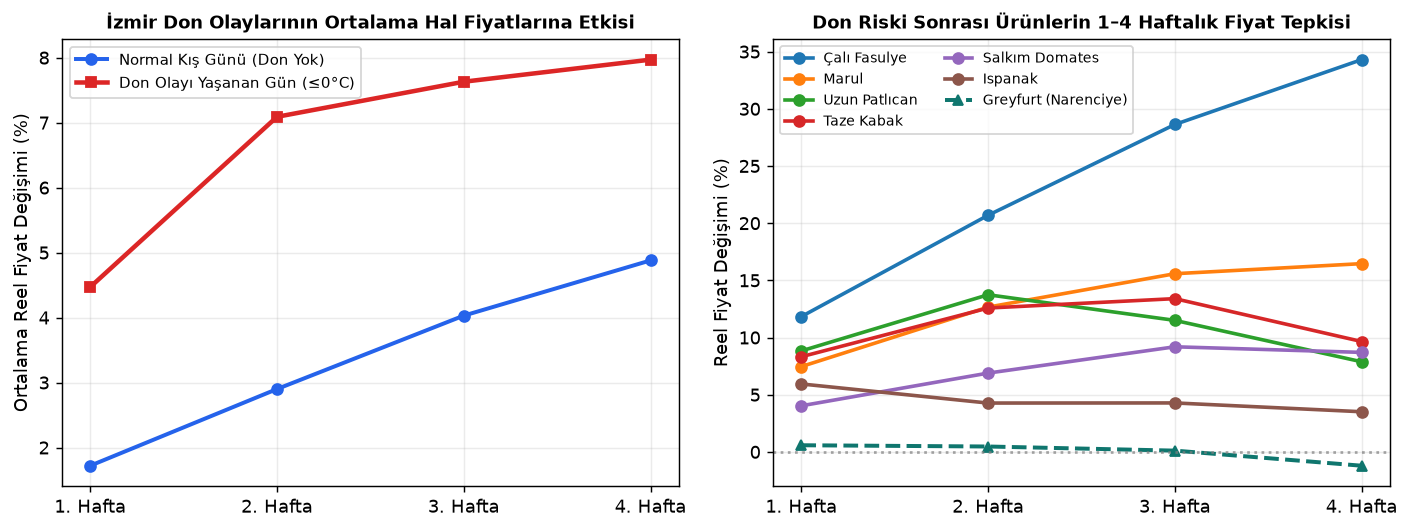 İzmir Don Olaylarının Ortalama Hal Fiyatlarına Etkisi
Ortalama Reel Fiyat Değişimi (%)
8
7
6
5
4
3
2
Normal Kış Günü (Don Yok)
Don Olayı Yaşanan Gün (≤0°C)
1. Hafta
2. Hafta
3. Hafta
4. Hafta
Don Riski Sonrası Ürünlerin 1–4 Haftalık Fiyat Tepkisi
Reel Fiyat Değişimi (%)
35
30
25
20
15
10
5
0
Çalı Fasulye
Marul
Uzun Patlıcan
Taze Kabak
Salkım Domates
Ispanak
Greyfurt (Narenciye)
1. Hafta
2. Hafta
3. Hafta
4. Hafta